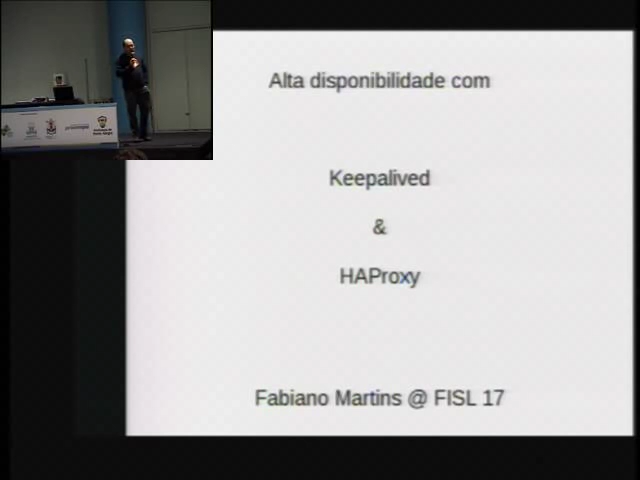 Alta disponibilidade com
Keepalived
&
HAProxy
Fabiano Martins @ FISL 17